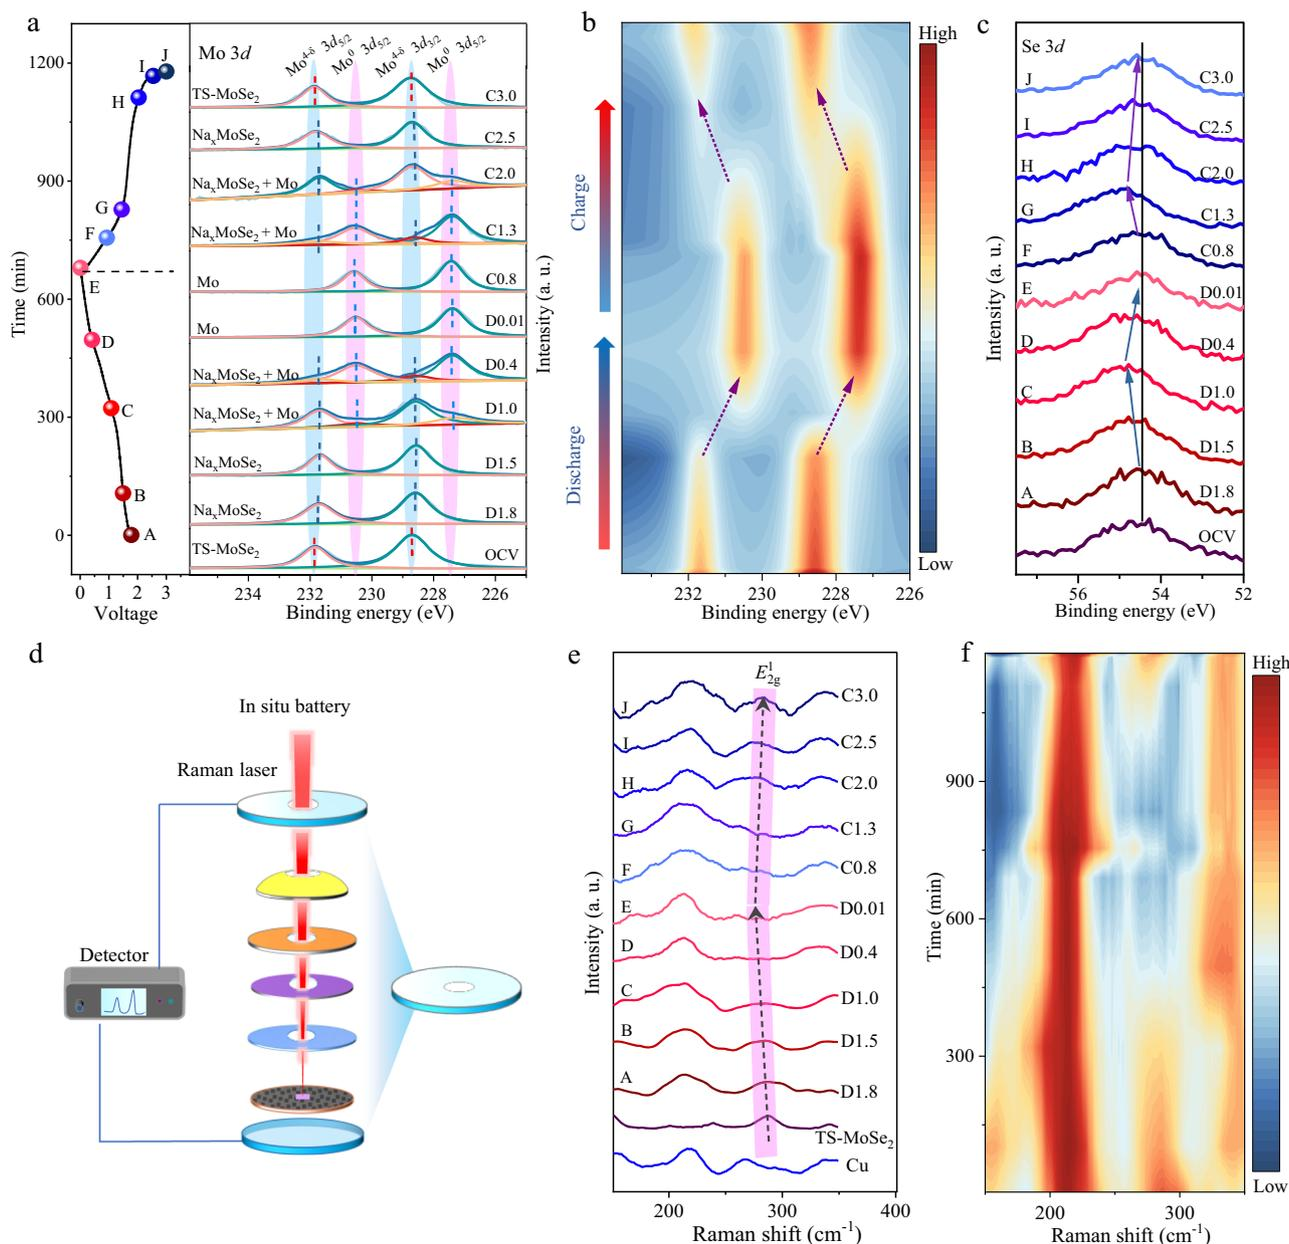 a
1200
900
600
300
0
Time (min)
0 1 2 3
Voltage
J
I
H
G
F
E
D
C
B
A
Mo 3d
Mo⁴⁻ᵟ 3d₅/₂
Mo⁰ 3d₅/₂
Mo⁴⁻ᵟ 3d₃/₂
Mo⁰ 3d₅/₂
TS-MoSe₂ C3.0
NaₓMoSe₂ C2.5
NaₓMoSe₂ + Mo C2.0
NaₓMoSe₂ + Mo C1.3
Mo C0.8
Mo D0.01
NaₓMoSe₂ + Mo D0.4
NaₓMoSe₂ + Mo D1.0
NaₓMoSe₂ D1.5
NaₓMoSe₂ D1.8
TS-MoSe₂ OCV
234 232 230 228 226
Binding energy (eV)
Intensity (a. u.)
b
Charge
Discharge
High
Low
232 230 228 226
Binding energy (eV)
c
Se 3d
J C3.0
I C2.5
H C2.0
G C1.3
F C0.8
E D0.01
D D0.4
C D1.0
B D1.5
A D1.8
OCV
Intensity (a. u.)
56 54 52
Binding energy (eV)
d
In situ battery
Raman laser
Detector
e
E¹₂g
J C3.0
I C2.5
H C2.0
G C1.3
F C0.8
E D0.01
D D0.4
C D1.0
B D1.5
A D1.8
TS-MoSe₂
Cu
Intensity (a. u.)
200 300 400
Raman shift (cm⁻¹)
f
High
Low
900
600
300
Time (min)
200 300
Raman shift (cm⁻¹)